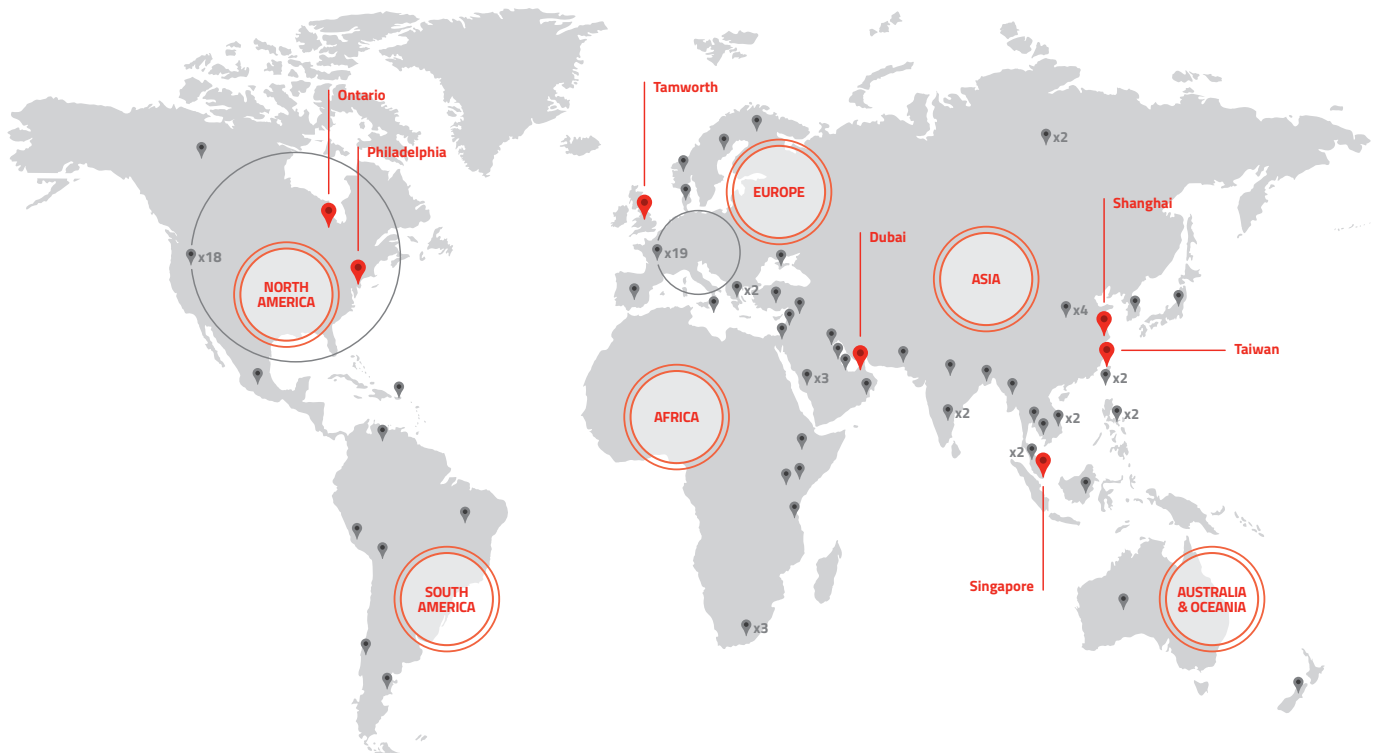 Tamworth
Ontario
x2
Philadelphia
EUROPE
Shanghai
Dubai
x18
x19
NORTH
AMERICA
ASIA
x2
x4
Taiwan
x3
x2
AFRICA
x2
x2
x2
x2
Singapore
SOUTH
AMERICA
AUSTRALIA
& OCEANIA
x3